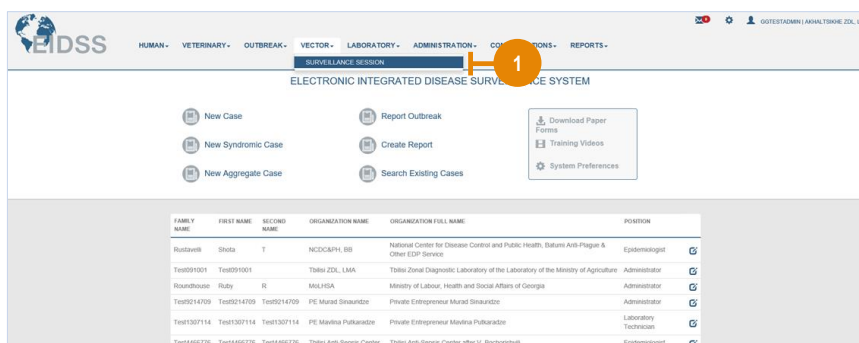 EIDSS
HUMAN
VETERINARY
OUTBREAK
VECTOR
LABORATORY
ADMINISTRATION
REPORTS
GGTESTADMIN | AKHALTSIKHE ZDL, L
SURVEILLANCE SESSION
1
ELECTRONIC INTEGRATED DISEASE SYSTEM
New Case
Report Outbreak
Download Paper
Forms
New Syndromic Case
Create Report
Training Videos
New Aggregate Case
Search Existing Cases
System Preferences
FAMILY
NAME
FIRST NAME
SECOND
NAME
ORGANIZATION NAME
ORGANIZATION FULL NAME
POSITION
Rustavelli Shota T NCDC&PH, BB National Center for Disease Control and Public Health, Batumi Anti-Plague &
Other EDP Service Epidemiologist
Test091001 Test091001 Tbilisi ZDL, LMA Tbilisi Zonal Diagnostic Laboratory of the Laboratory of the Ministry of Agriculture Administrator
Roundhouse Ruby R MoLHSA Ministry of Labour, Health and Social Affairs of Georgia Administrator
Test9214709 Test9214709 Test9214709 PE Murad Sinauridze Private Entrepreneur Murad Sinauridze Administrator
Test1307114 Test1307114 Test1307114 PE Mavlina Putkaradze Private Entrepreneur Mavlina Putkaradze Laboratory
Technician